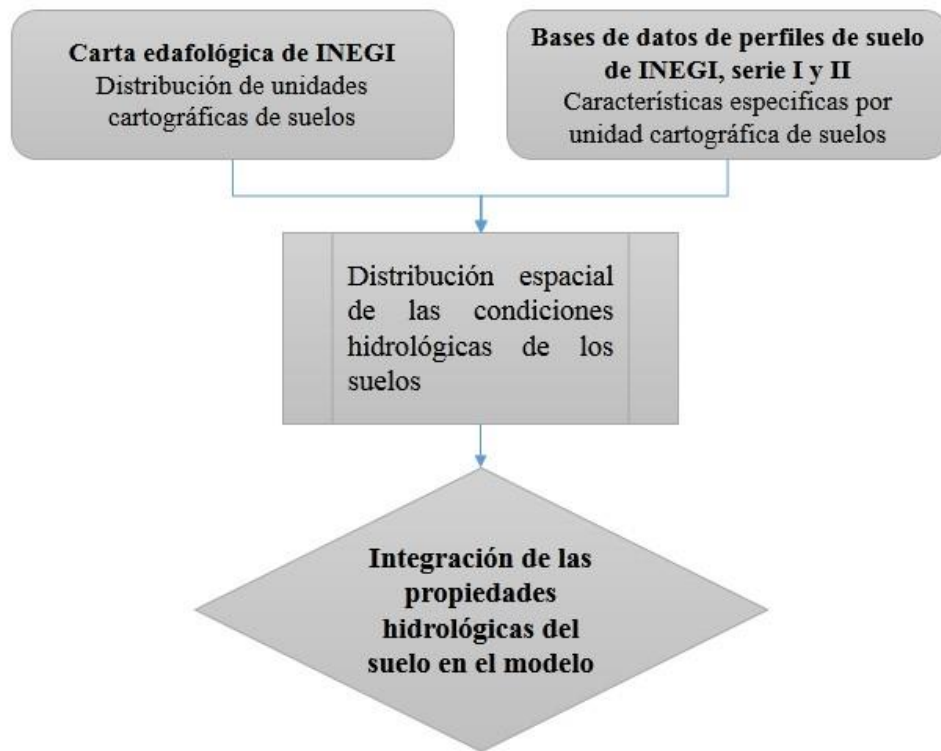 Carta edafológica de INEGI
Distribución de unidades
cartográficas de suelos
Bases de datos de perfiles de suelo
de INEGI, serie I y II
Características especificas por
unidad cartográfica de suelos
Distribución espacial
de las condiciones
hidrológicas de los
suelos
Integración de las
propiedades
hidrológicas del
suelo en el modelo